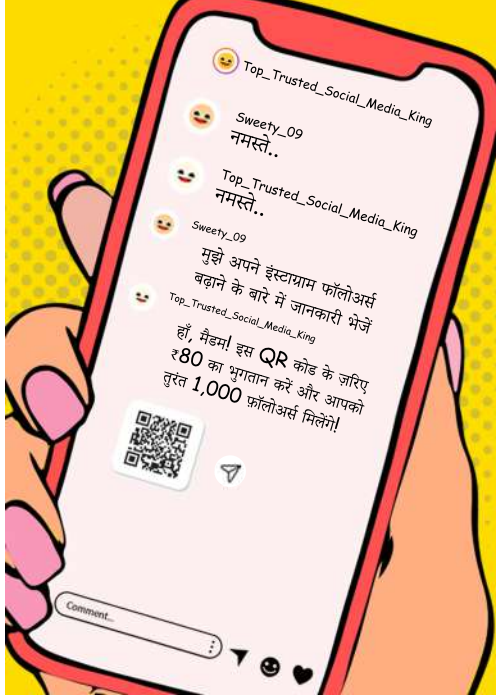 Top_Trusted_Social_Media_King
Sweety_09
नमस्ते..
Top_Trusted_Social_Media_King
नमस्ते..
Sweety_09
मुझे अपने इंस्टाग्राम फॉलोअर्स
बढ़ाने के बारे में जानकारी भेजें
Top_Trusted_Social_Media_King
हाँ, मैडम! इस QR कोड के ज़रिए
₹80 का भुगतान करें और आपको
तुरंत 1,000 फ़ॉलोअर्स मिलेंगे!
Comment...